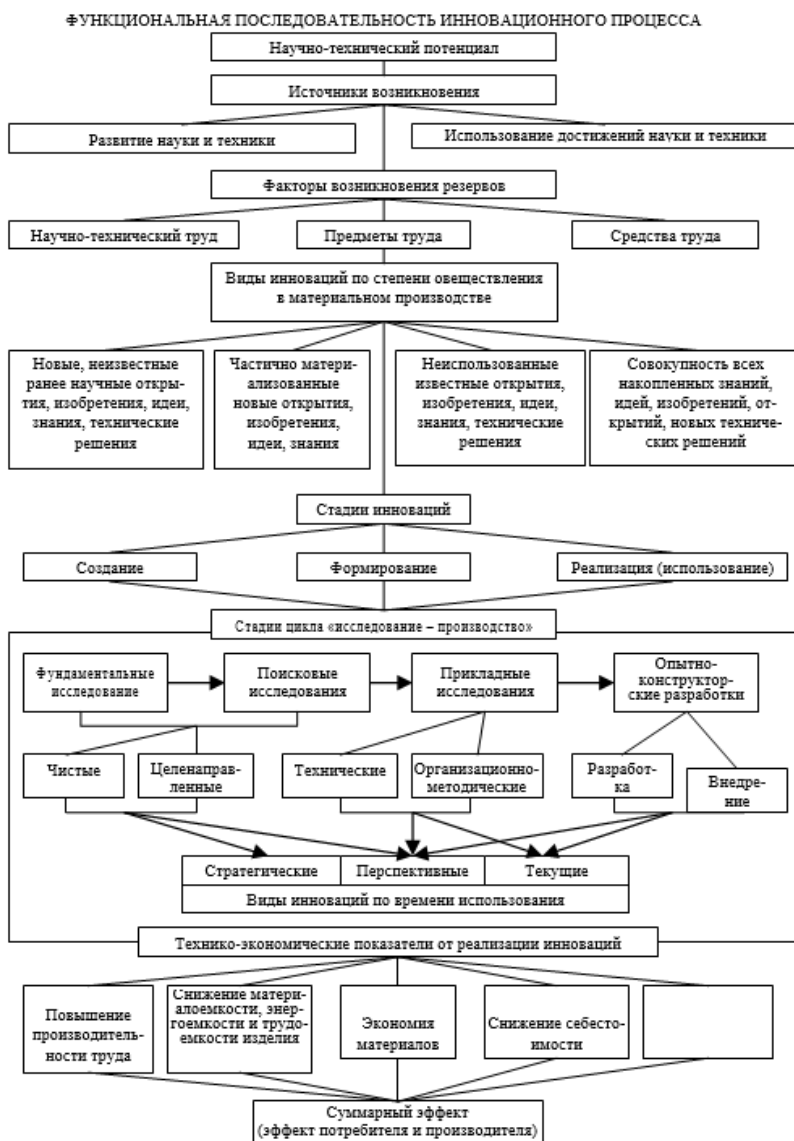 ФУНКЦИОНАЛЬНАЯ ПОСЛЕДОВАТЕЛЬНОСТЬ ИННОВАЦИОННОГО ПРОЦЕССА
Научно-технический потенциал
Источники возникновения
Развитие науки и техники
Использование достижений науки и техники
Факторы возникновения резервов
Научно-технический труд
Предметы труда
Средства труда
Виды инноваций по степени овеществления
в материальном производстве
Новые, неизвестные
ранее научные откры-
тия, изобретения, идеи,
знания, технические
решения
Частично матери-
ализованные
новые открытия,
изобретения,
идеи, знания
Неиспользованные
известные открытия,
изобретения, идеи,
знания, технические
решения
Совокупность всех
накопленных знаний,
идей, изобретений, от-
крытий, новых техниче-
ских решений
Стадии инноваций
Создание
Формирование
Реализация (использование)
Стадии цикла «исследование – производство»
Фундаментальные
исследование
Поисковые
исследования
Прикладные
исследования
Опытно-
конструктор-
ские разработки
Чистые
Целенаправ-
ленные
Технические
Организационно-
методические
Разработ-
ка
Внедре-
ние
Стратегические
Перспективные
Текущие
Виды инноваций по времени использования
Технико-экономические показатели от реализации инноваций
Повышение
производитель-
ности труда
Снижение матери-
алоемкости, энер-
гоемкости и трудо-
емкости изделия
Экономия
материалов
Снижение себесто-
имости
Суммарный эффект
(эффект потребителя и производителя)